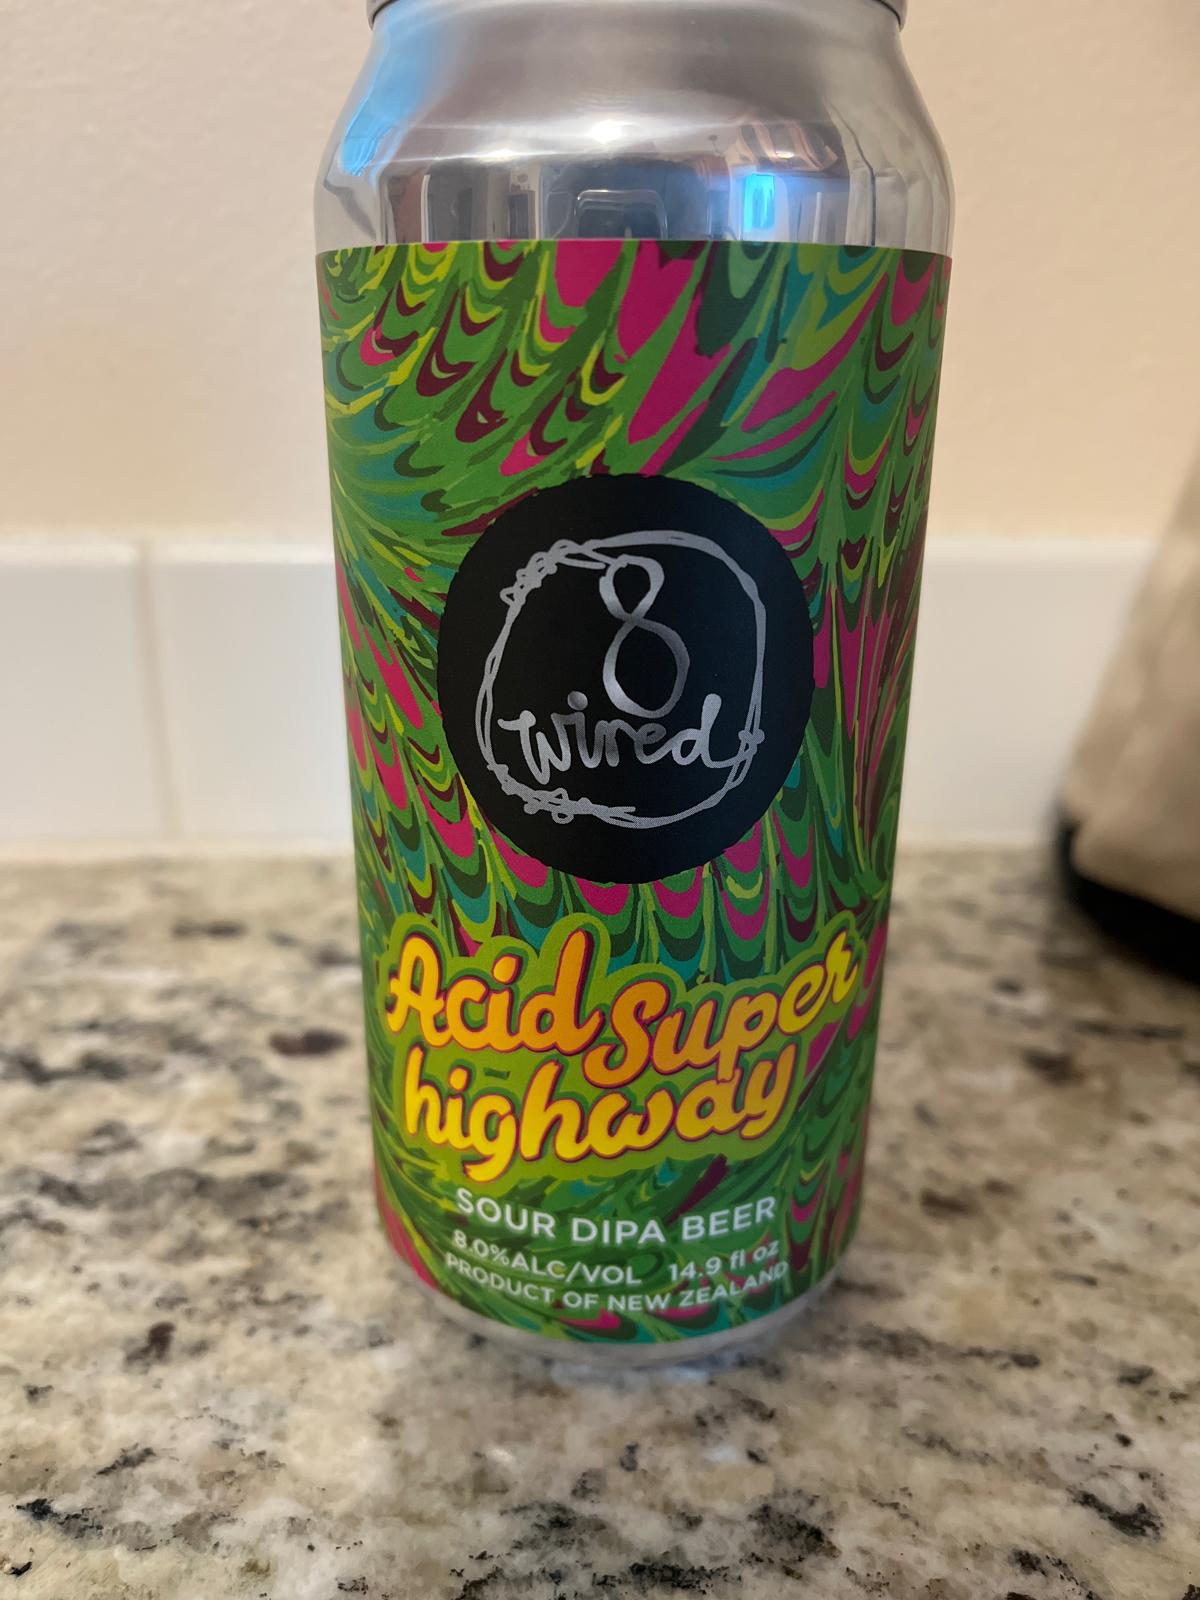 8
wired
Acid Super
highway
SOUR DIPA BEER
8.0%ALC/VOL 14.9 fl oz
PRODUCT OF NEW ZEALAND